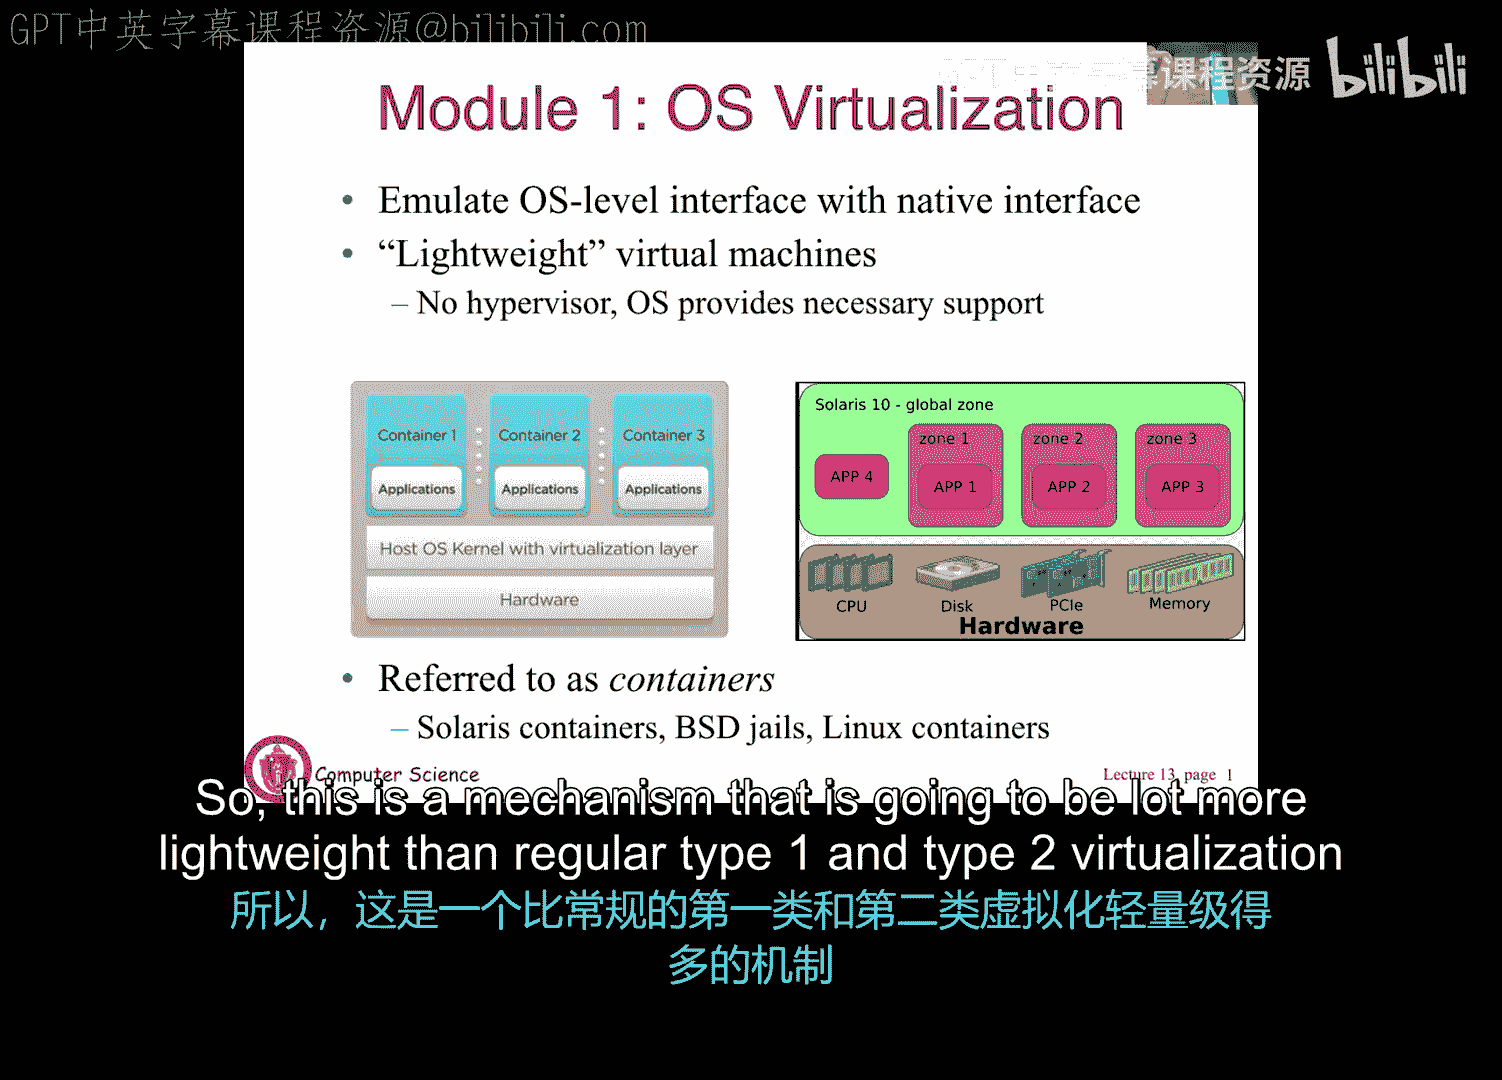 GPT中英字幕课程资源@bilibili.com
幕课程资源 bilibili
Module 1: OS Virtualization
• Emulate OS-level interface with native interface
• “Lightweight” virtual machines
– No hypervisor, OS provides necessary support
Container 1 Container 2 Container 3
Applications Applications Applications
Host OS Kernel with virtualization layer
Hardware
Solaris 10 - global zone
zone 1 zone 2 zone 3
APP 4 APP 1 APP 2 APP 3
CPU Disk PCIe Memory
Hardware
• Referred to as containers
– Solaris containers, BSD jails, Linux containers
Computer Science
Lecture 13, page 1
So, this is a mechanism that is going to be lot more
lightweight than regular type 1 and type 2 virtualization
所以，这是一个比常规的第一类和第二类虚拟化轻量级得
多的机制